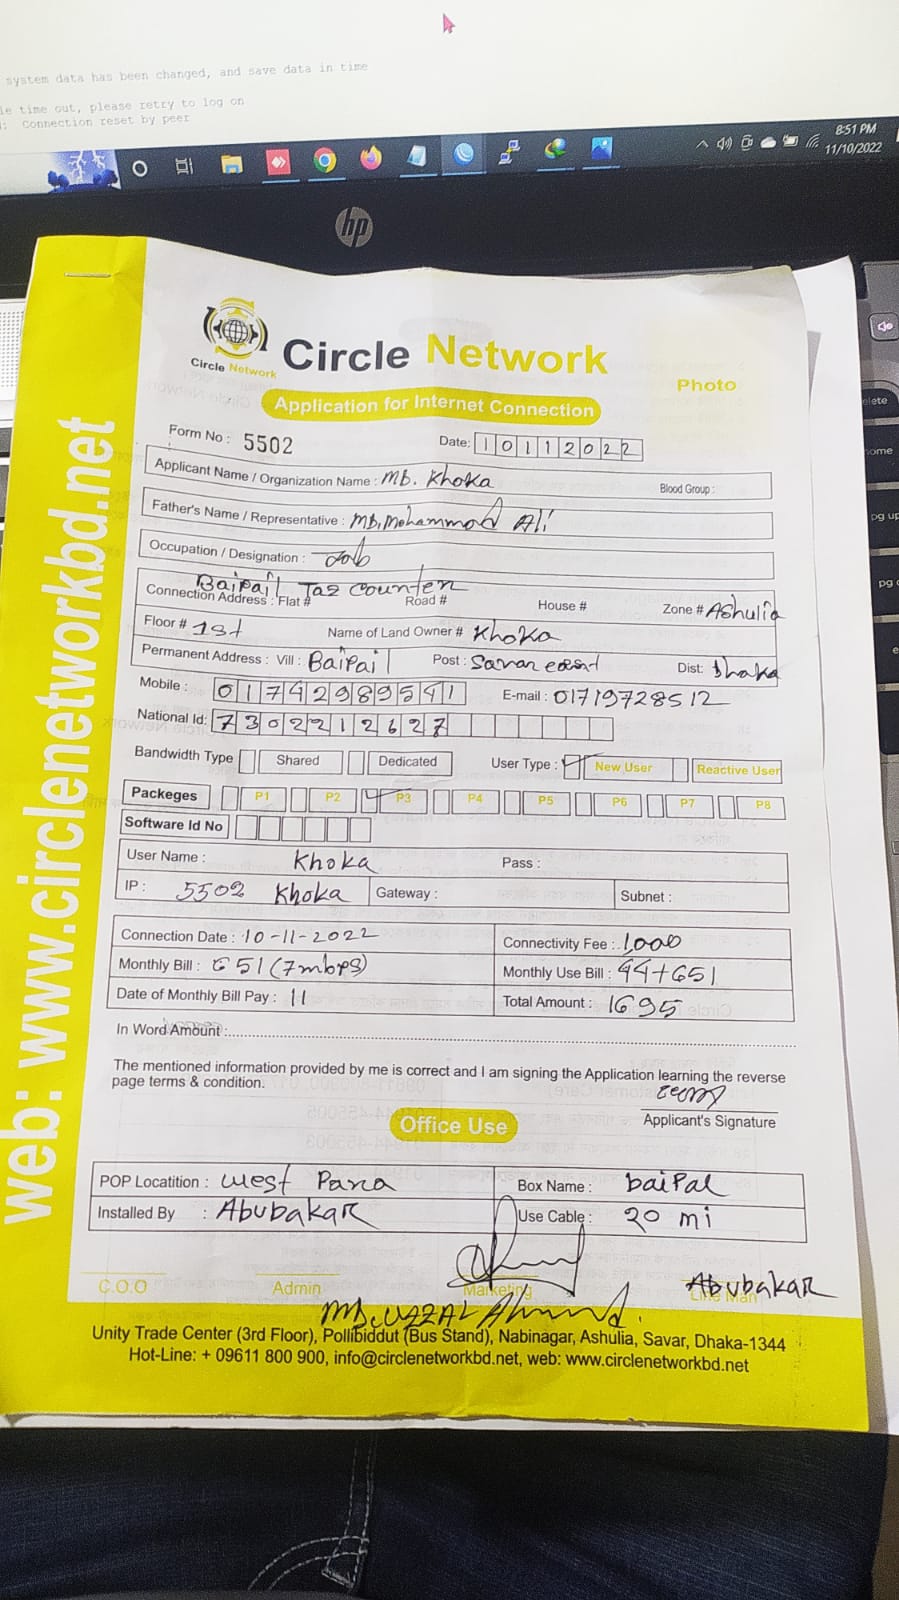 system data has been changed, and save data in time
le time out, please retry to log on
Connection reset by peer
8:51 PM
11/10/2022
hp
Circle Network
Circle Network
Photo
Application for Internet Connection
Form No : 5502
Date: 10112022
Applicant Name / Organization Name : MD. Khoka
Blood Group :
Father's Name / Representative : MD. Mohammad Ali
Occupation / Designation : Job
Baipail Taz counter
Connection Address : Flat # Road # House # Zone # Ashulia
Floor # 1st Name of Land Owner # Khoka
Permanent Address : Vill : Baipail Post : Savar Dist: Dhaka
Mobile : 01742989541 E-mail : 01719728512
National Id: 7302212627
Bandwidth Type Shared Dedicated User Type : New User Reactive User
Packeges P1 P2 P3 P4 P5 P6 P7 P8
Software Id No
User Name : Khoka Pass :
IP : 5502 Khoka Gateway : Subnet :
Connection Date : 10-11-2022 Connectivity Fee : 1000
Monthly Bill : 651 (7mbps) Monthly Use Bill : 44+651
Date of Monthly Bill Pay : 11 Total Amount : 1695
In Word Amount :
The mentioned information provided by me is correct and I am signing the Application learning the reverse
page terms & condition.
Applicant's Signature
Office Use
POP Locatition : West Para Box Name : baiPal
Installed By : Abubakar Use Cable : 20 mi
C.O.O Admin Marketing Line Man
Abubakar
MD. UZZAL Ahmed.
Unity Trade Center (3rd Floor), Pollibiddut (Bus Stand), Nabinagar, Ashulia, Savar, Dhaka-1344
Hot-Line: + 09611 800 900, info@circlenetworkbd.net, web: www.circlenetworkbd.net
web: www.circlenetworkbd.net